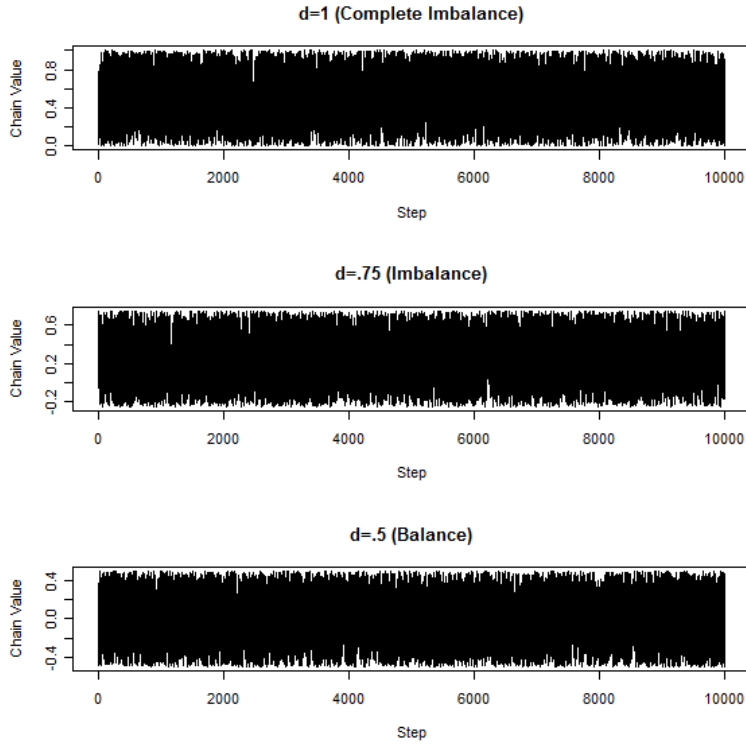 d=1 (Complete Imbalance)
Chain Value
0.0 0.4 0.8
0 2000 4000 6000 8000 10000
Step
d=.75 (Imbalance)
Chain Value
-0.2 0.2 0.6
0 2000 4000 6000 8000 10000
Step
d=.5 (Balance)
Chain Value
-0.4 0.0 0.4
0 2000 4000 6000 8000 10000
Step